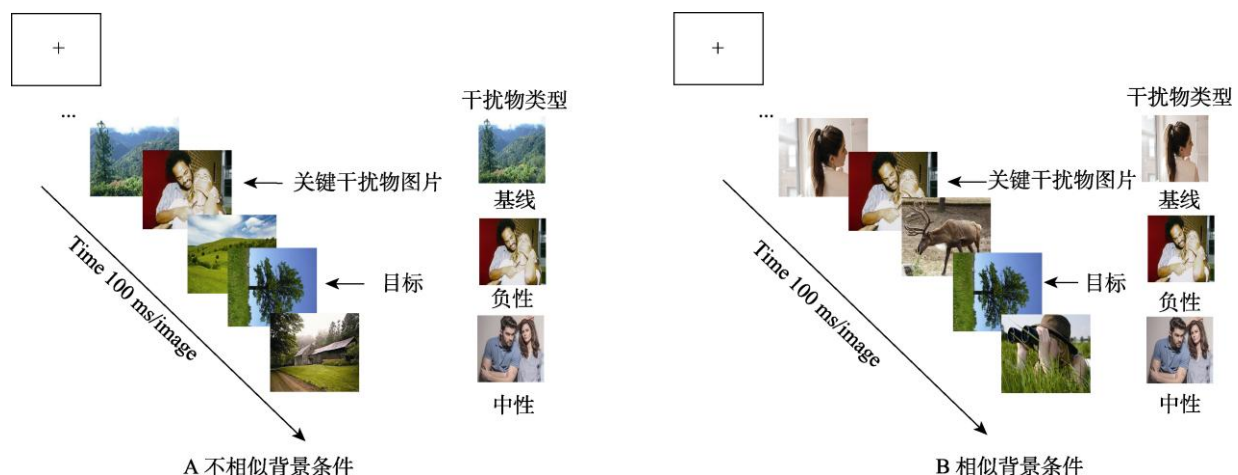 干扰物类型
...
关键干扰物图片
基线
目标
负性
Time 100 ms/image
中性
A 不相似背景条件
干扰物类型
...
关键干扰物图片
基线
目标
负性
Time 100 ms/image
中性
B 相似背景条件